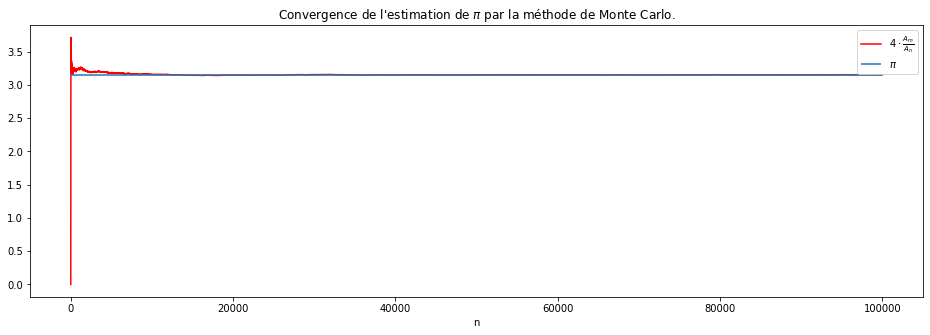 Convergence de l'estimation de π par la méthode de Monte Carlo.
4 · A_m/A_n
π
3.5
3.0
2.5
2.0
1.5
1.0
0.5
0.0
0 20000 40000 60000 80000 100000
n